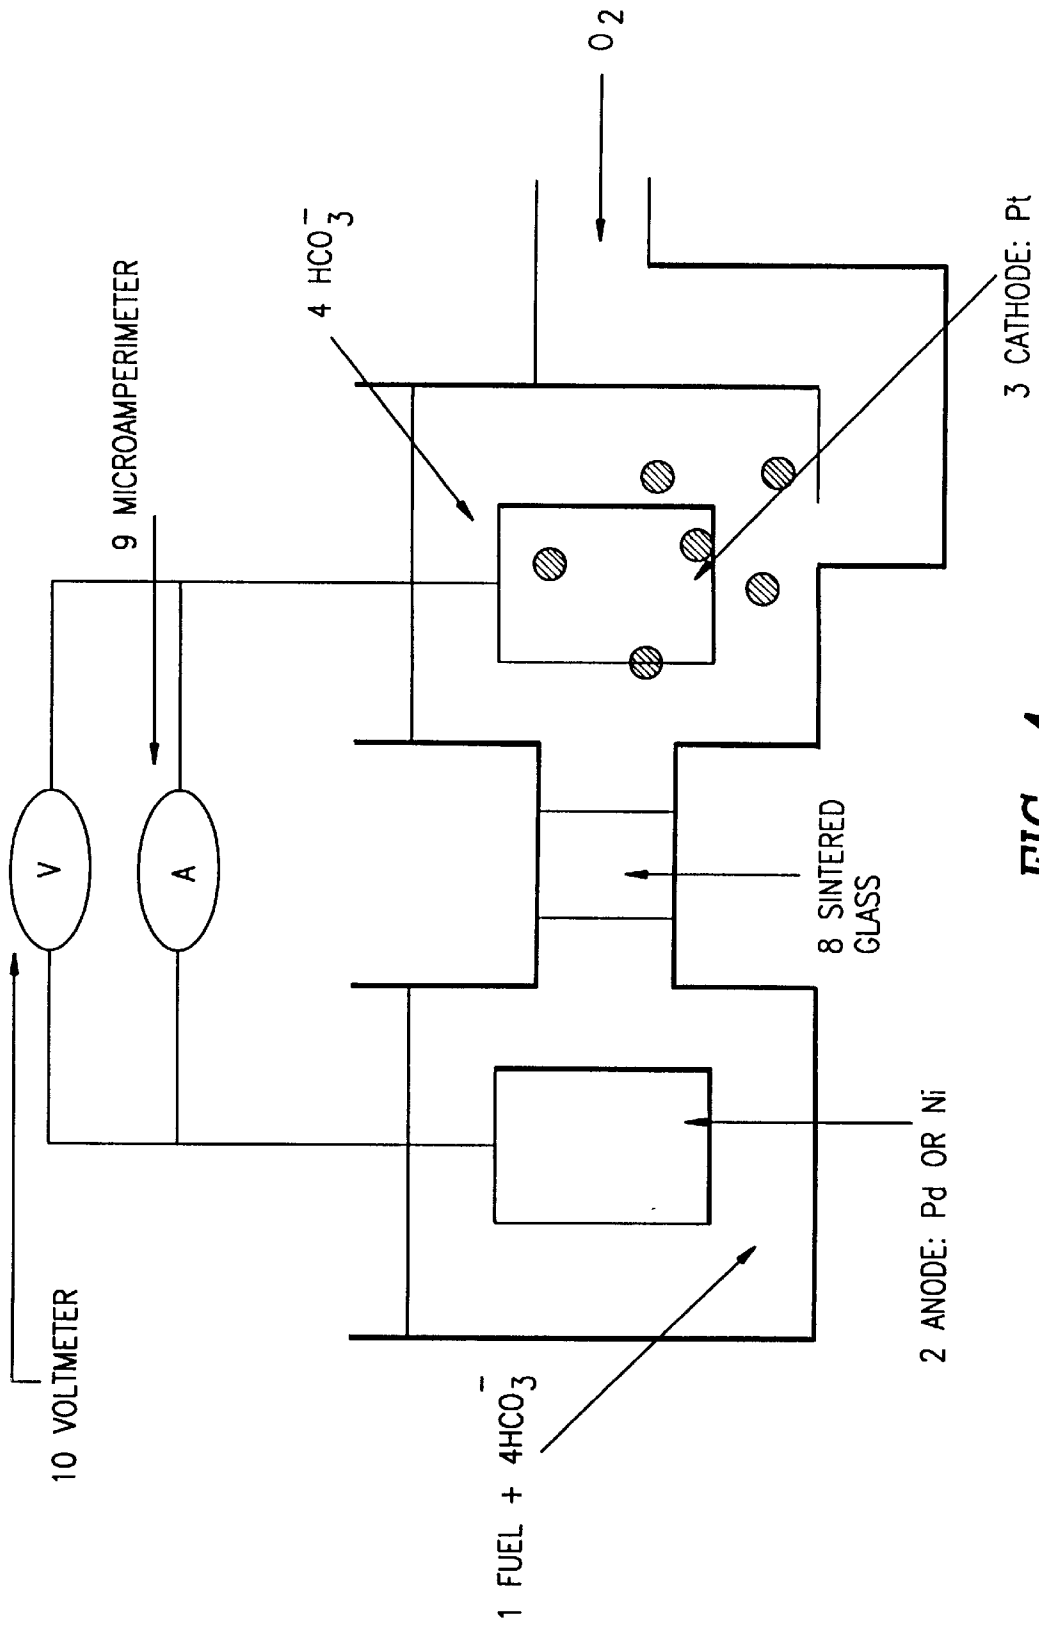 10 VOLTMETER
V
9 MICROAMPERIMETER
A
4 HCO₃⁻
1 FUEL + 4HCO₃⁻
O₂
8 SINTERED
GLASS
2 ANODE: Pd OR Ni
3 CATHODE: Pt
FIG